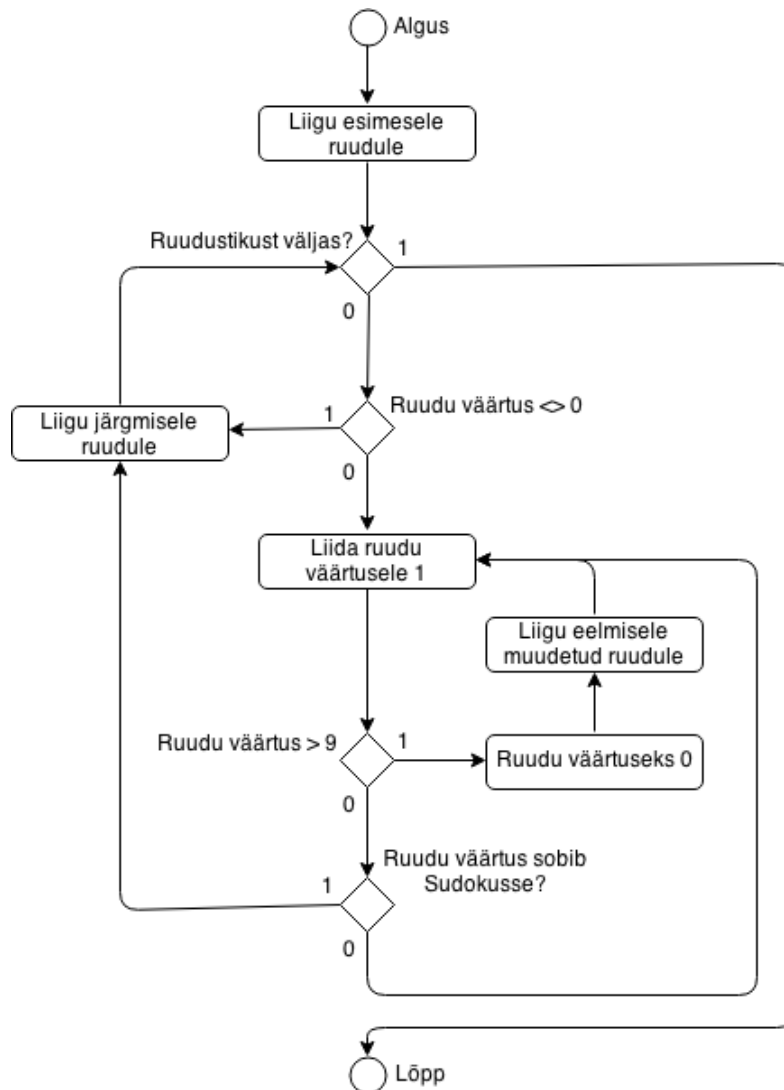 Algus
Liigu esimesele
ruudule
Ruudustikust väljas?
1
0
Ruudu väärtus <> 0
1
0
Liigu järgmisele
ruudule
Liida ruudu
väärtusele 1
Liigu eelmisele
muudetud ruudule
Ruudu väärtus > 9
1
0
Ruudu väärtuseks 0
Ruudu väärtus sobib
Sudokusse?
1
0
Lõpp